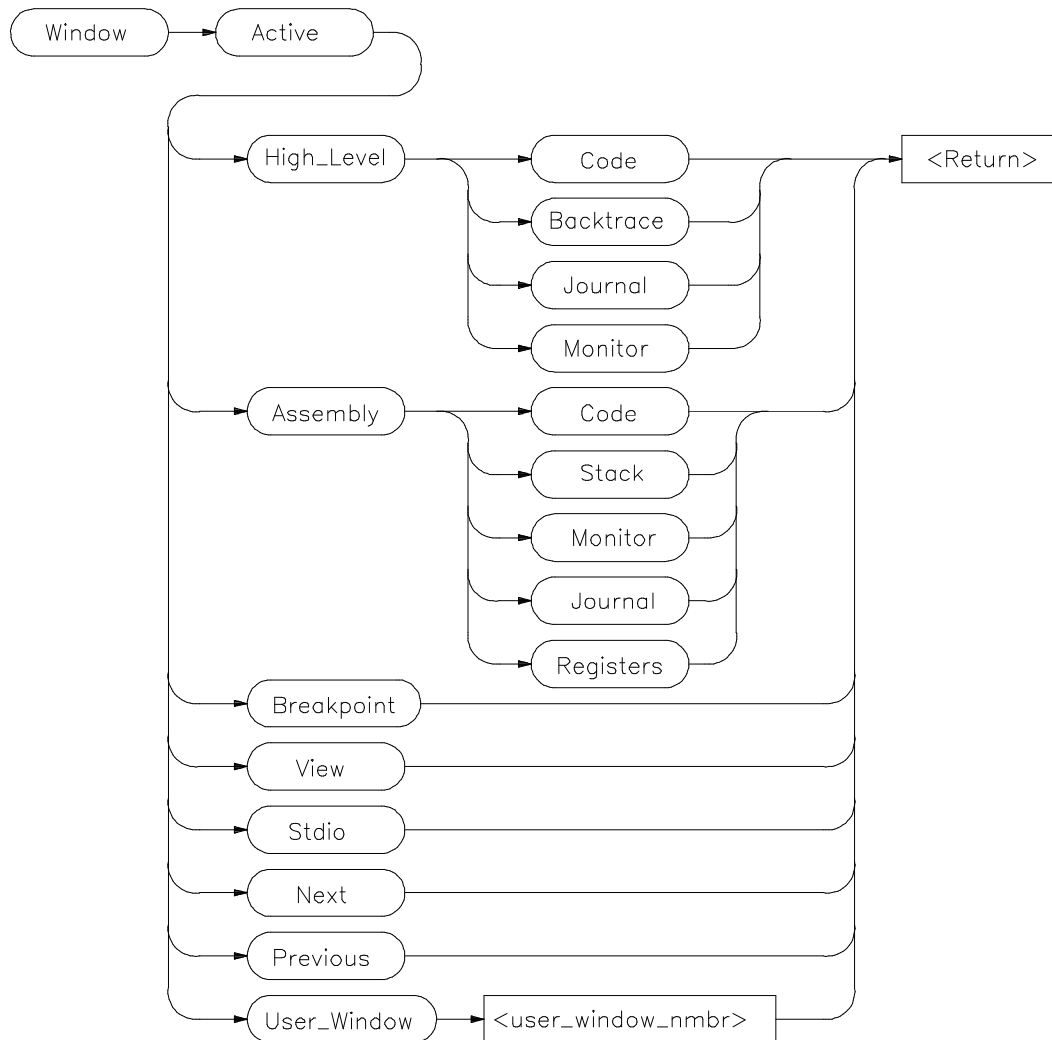 Window Active
High_Level Code <Return>
Backtrace
Journal
Monitor
Assembly Code
Stack
Monitor
Journal
Registers
Breakpoint
View
Stdio
Next
Previous
User_Window <user_window_nmbr>